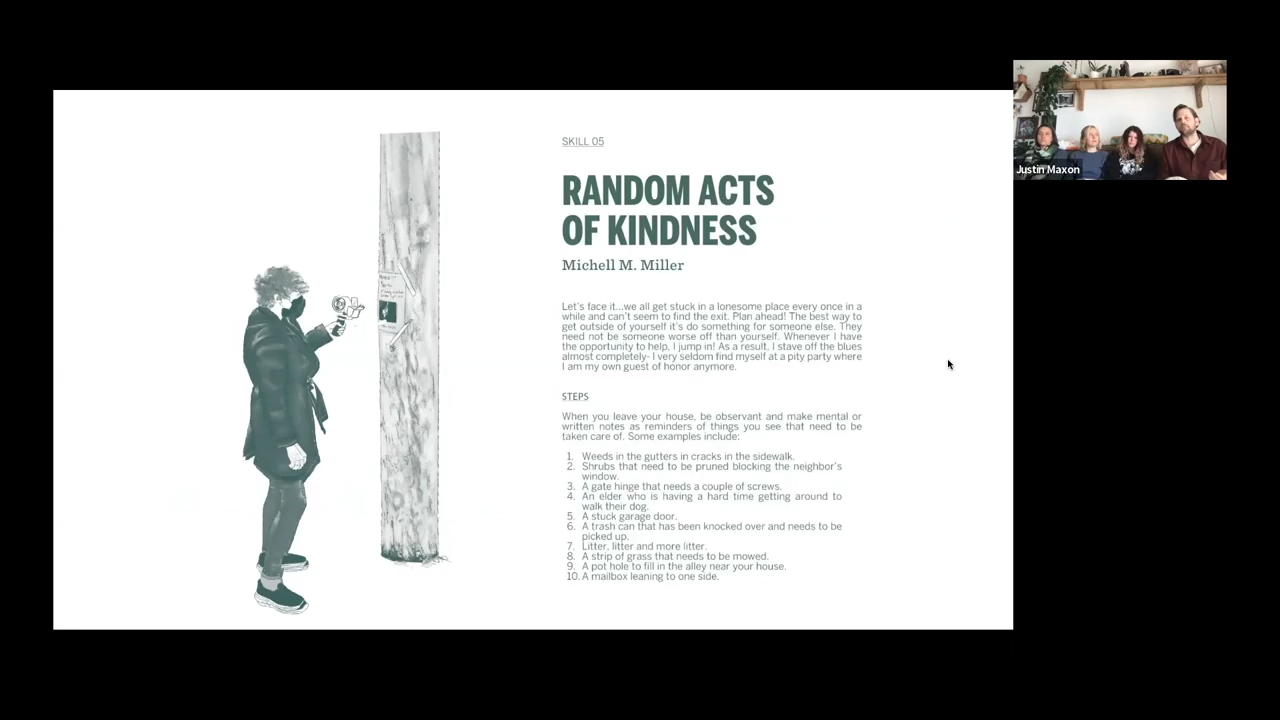 SKILL 05
RANDOM ACTS
OF KINDNESS
Michell M. Miller
Let's face it...we all get stuck in a lonesome place every once in a
while and can't seem to find the exit. Plan ahead! The best way to
get outside of yourself it's do something for someone else. They
need not be someone worse off than yourself. Whenever I have
the opportunity to help, I jump in! As a result, I stave off the blues
almost completely- I very seldom find myself at a pity party where
I am my own guest of honor anymore.
STEPS
When you leave your house, be observant and make mental or
written notes as reminders of things you see that need to be
taken care of. Some examples include:
1. Weeds in the gutters in cracks in the sidewalk.
2. Shrubs that need to be pruned blocking the neighbor's
window.
3. A gate hinge that needs a couple of screws.
4. An elder who is having a hard time getting around to
walk their dog.
5. A stuck garage door.
6. A trash can that has been knocked over and needs to be
picked up.
7. Litter, litter and more litter.
8. A strip of grass that needs to be mowed.
9. A pot hole to fill in the alley near your house.
10. A mailbox leaning to one side.
Justin Maxon